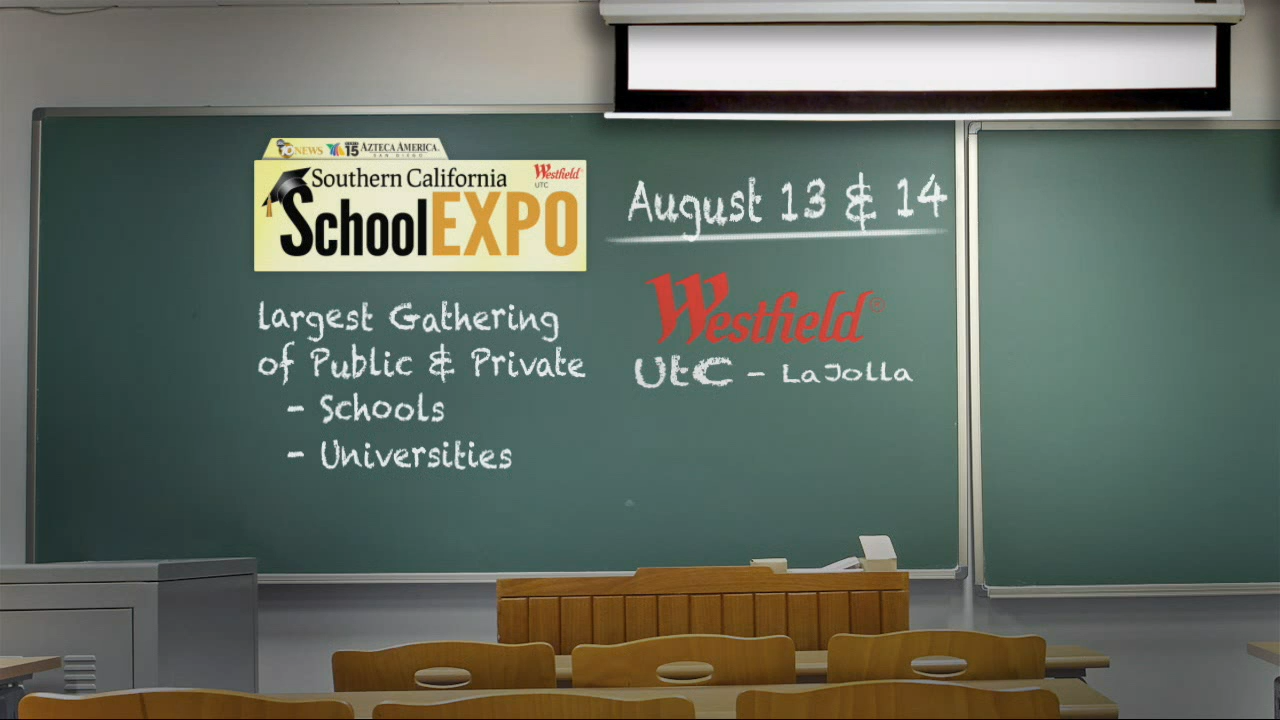 10NEWS AZTECA 15 AZTECA AMERICA.
SAN DIEGO
Southern California
Westfield
UTC
SchoolEXPO
August 13 & 14
Westfield®
UTC - LaJolla
Largest Gathering
of Public & Private
- Schools
- Universities